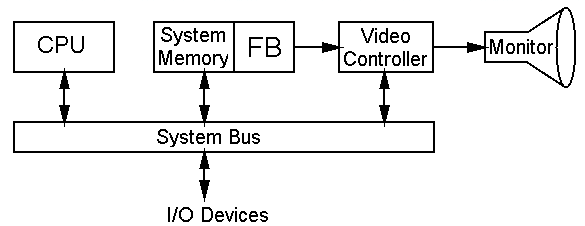 CPU
System
Memory
FB
Video
Controller
Monitor
System Bus
I/O Devices